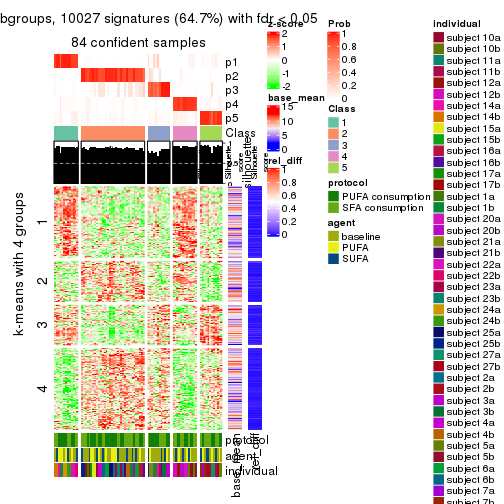 bgroups, 10027 signatures (64.7%) with fdr < 0.05
84 confident samples
p1
p2
p3
p4
p5
Class
Silhouette
score
1
2
3
4
k-means with 4 groups
protocol
agent
individual
base_mean
rel_diff
z-score
2
1
0
-1
-2
base_mean
15
10
5
0
rel_diff
1
0.8
0.6
0.4
0.2
0
Prob
1
0.8
0.6
0.4
0.2
0
Class
1
2
3
4
5
protocol
PUFA consumption
SFA consumption
agent
baseline
PUFA
SUFA
individual
subject 10a
subject 10b
subject 11a
subject 11b
subject 12a
subject 12b
subject 14a
subject 14b
subject 15a
subject 15b
subject 16a
subject 16b
subject 17a
subject 17b
subject 1a
subject 1b
subject 20a
subject 20b
subject 21a
subject 21b
subject 22a
subject 22b
subject 23a
subject 23b
subject 24a
subject 24b
subject 25a
subject 25b
subject 27a
subject 27b
subject 2a
subject 2b
subject 3a
subject 3b
subject 4a
subject 4b
subject 5a
subject 5b
subject 6a
subject 6b
subject 7a
subject 7b